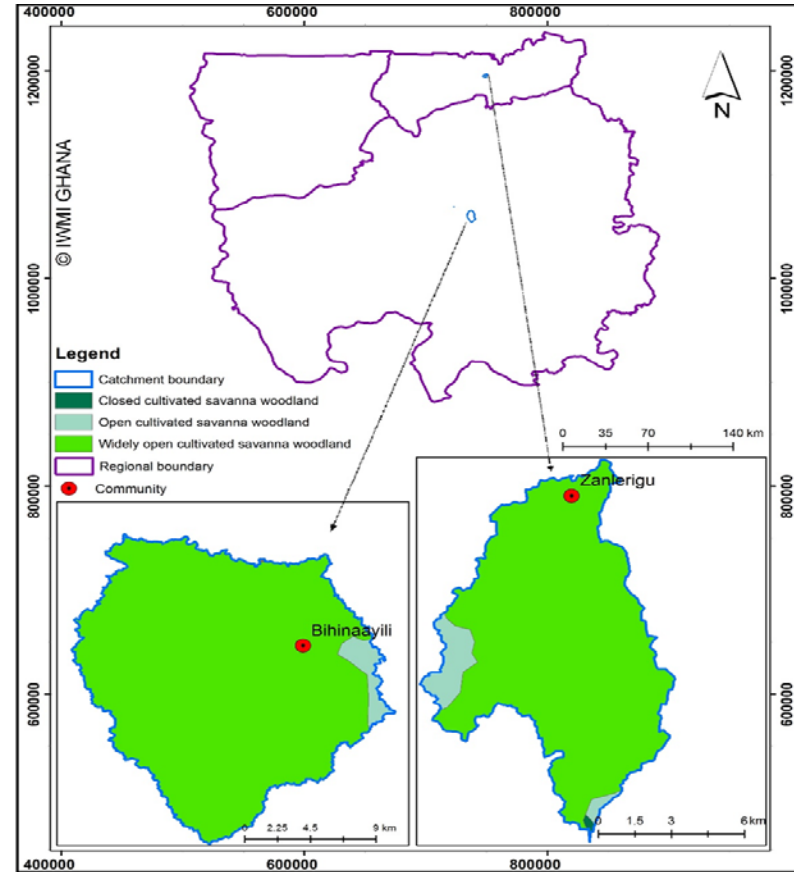 400000 600000 800000
1200000
1200000
N
© IWMI GHANA
1000000
1000000
Legend
Catchment boundary
Closed cultivated savanna woodland
Open cultivated savanna woodland
Widely open cultivated savanna woodland
Regional boundary
Community
0 35 70 140 km
800000
800000
Zanlerigu
Bihinaayili
600000
600000
0 2.25 4.5 9 km
0 1.5 3 6 km
400000 600000 800000